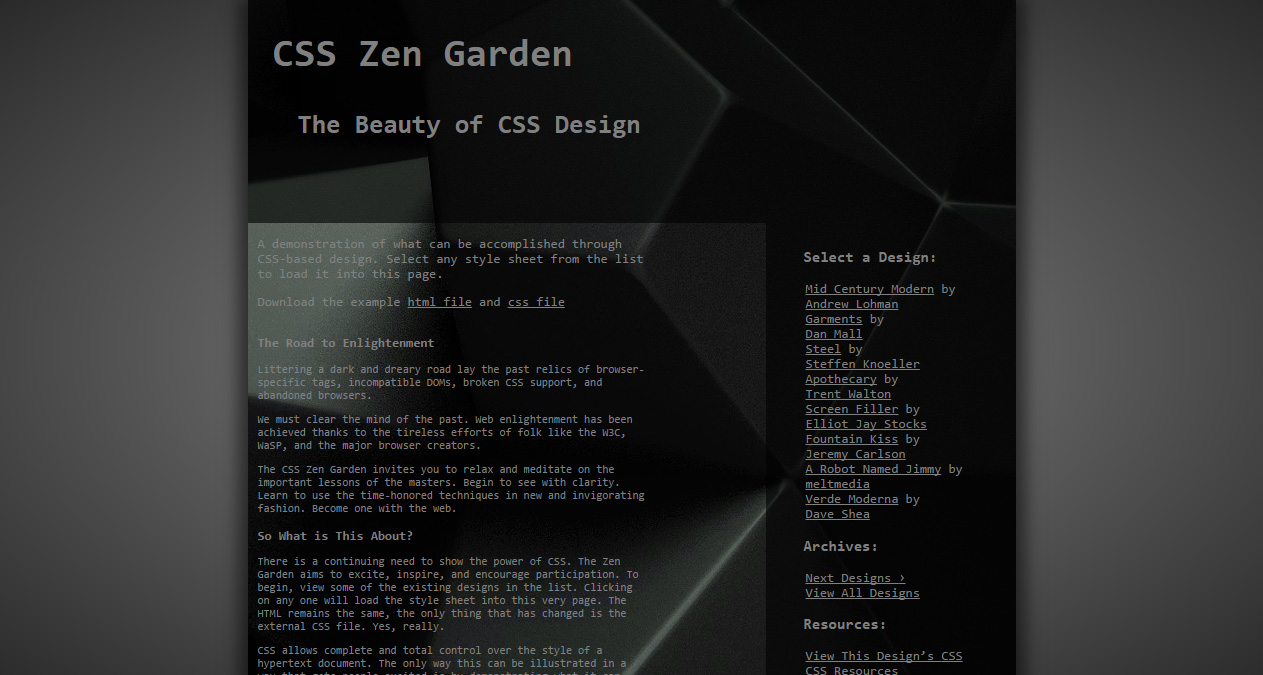 CSS Zen Garden
The Beauty of CSS Design
A demonstration of what can be accomplished through
CSS-based design. Select any style sheet from the list
to load it into this page.
Download the example html file and css file
The Road to Enlightenment
Littering a dark and dreary road lay the past relics of browser-
specific tags, incompatible DOMs, broken CSS support, and
abandoned browsers.
We must clear the mind of the past. Web enlightenment has been
achieved thanks to the tireless efforts of folk like the W3C,
WaSP, and the major browser creators.
The CSS Zen Garden invites you to relax and meditate on the
important lessons of the masters. Begin to see with clarity.
Learn to use the time-honored techniques in new and invigorating
fashion. Become one with the web.
So What is This About?
There is a continuing need to show the power of CSS. The Zen
Garden aims to excite, inspire, and encourage participation. To
begin, view some of the existing designs in the list. Clicking
on any one will load the style sheet into this very page. The
HTML remains the same, the only thing that has changed is the
external CSS file. Yes, really.
CSS allows complete and total control over the style of a
hypertext document. The only way this can be illustrated in a
Select a Design:
Mid Century Modern by
Andrew Lohman
Garments by
Dan Mall
Steel by
Steffen Knoeller
Apothecary by
Trent Walton
Screen Filler by
Elliot Jay Stocks
Fountain Kiss by
Jeremy Carlson
A Robot Named Jimmy by
meltmedia
Verde Moderna by
Dave Shea
Archives:
Next Designs ›
View All Designs
Resources:
View This Design’s CSS
CSS Resources